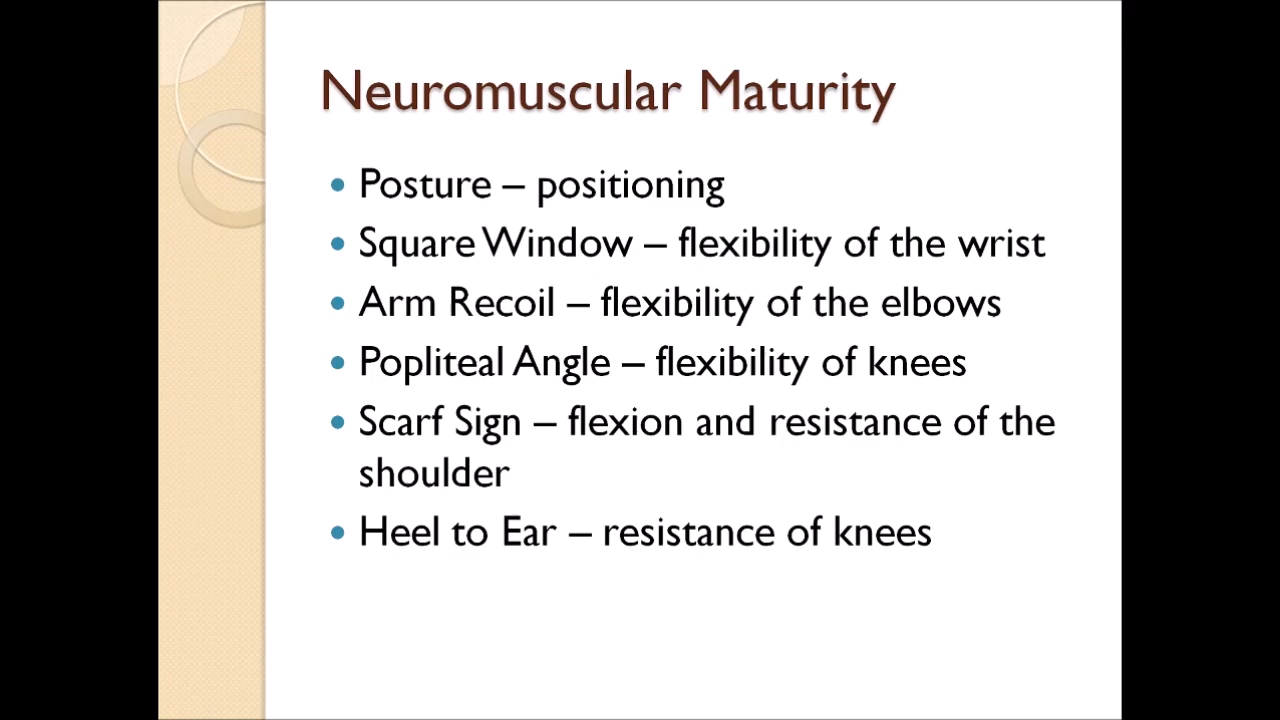 Neuromuscular Maturity
• Posture – positioning
• Square Window – flexibility of the wrist
• Arm Recoil – flexibility of the elbows
• Popliteal Angle – flexibility of knees
• Scarf Sign – flexion and resistance of the
shoulder
• Heel to Ear – resistance of knees